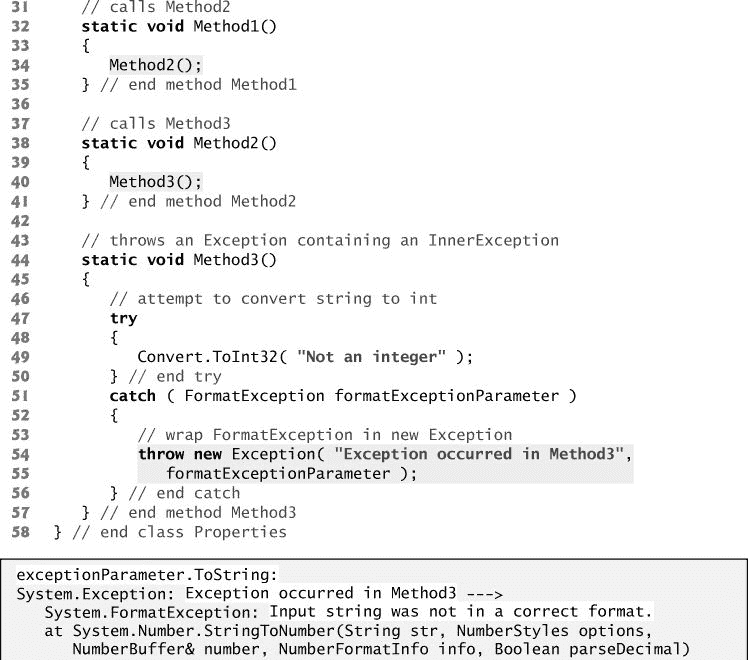 31 // calls Method2
32 static void Method1()
33 {
34 Method2();
35 } // end method Method1
36
37 // calls Method3
38 static void Method2()
39 {
40 Method3();
41 } // end method Method2
42
43 // throws an Exception containing an InnerException
44 static void Method3()
45 {
46 // attempt to convert string to int
47 try
48 {
49 Convert.ToInt32( "Not an integer" );
50 } // end try
51 catch ( FormatException formatExceptionParameter )
52 {
53 // wrap FormatException in new Exception
54 throw new Exception( "Exception occurred in Method3",
55 formatExceptionParameter );
56 } // end catch
57 } // end method Method3
58 } // end class Properties
exceptionParameter.ToString:
System.Exception: Exception occurred in Method3 --->
System.FormatException: Input string was not in a correct format.
at System.Number.StringToNumber(String str, NumberStyles options,
NumberBuffer& number, NumberFormatInfo info, Boolean parseDecimal)